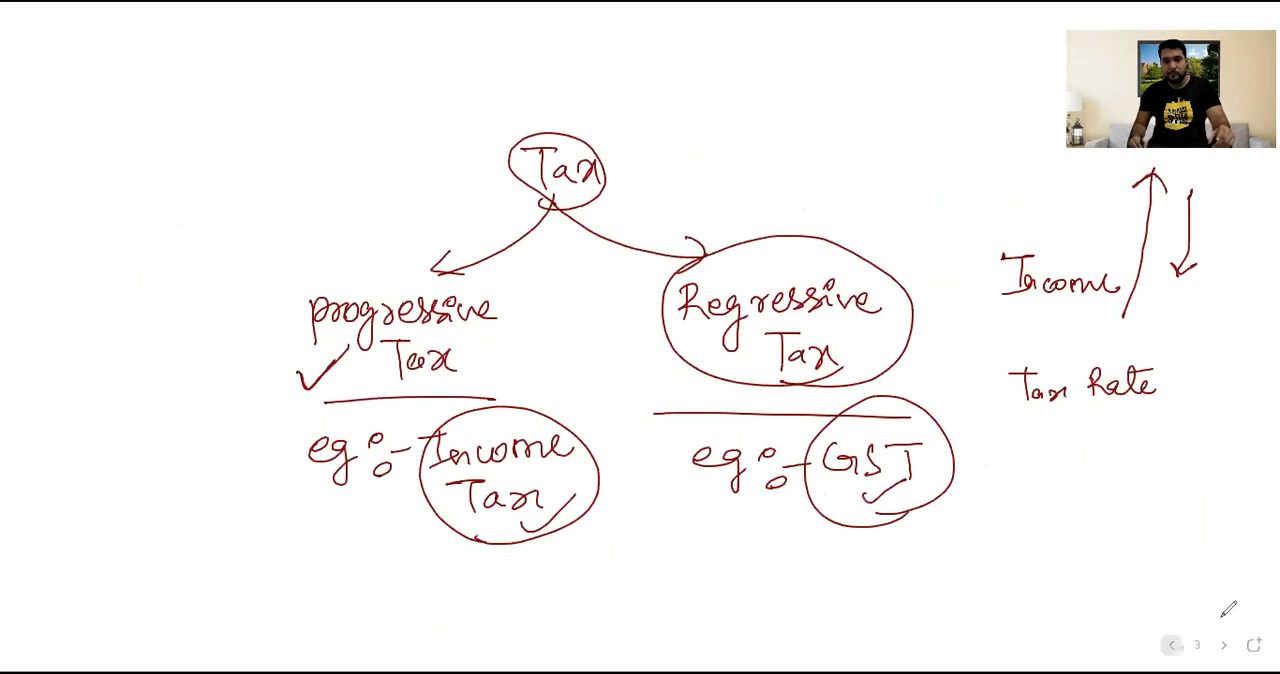 Tax
Progressive
Tax
Regressive
Tax
eg:- Income
Tax
eg:- GST
Income
Tax Rate
3